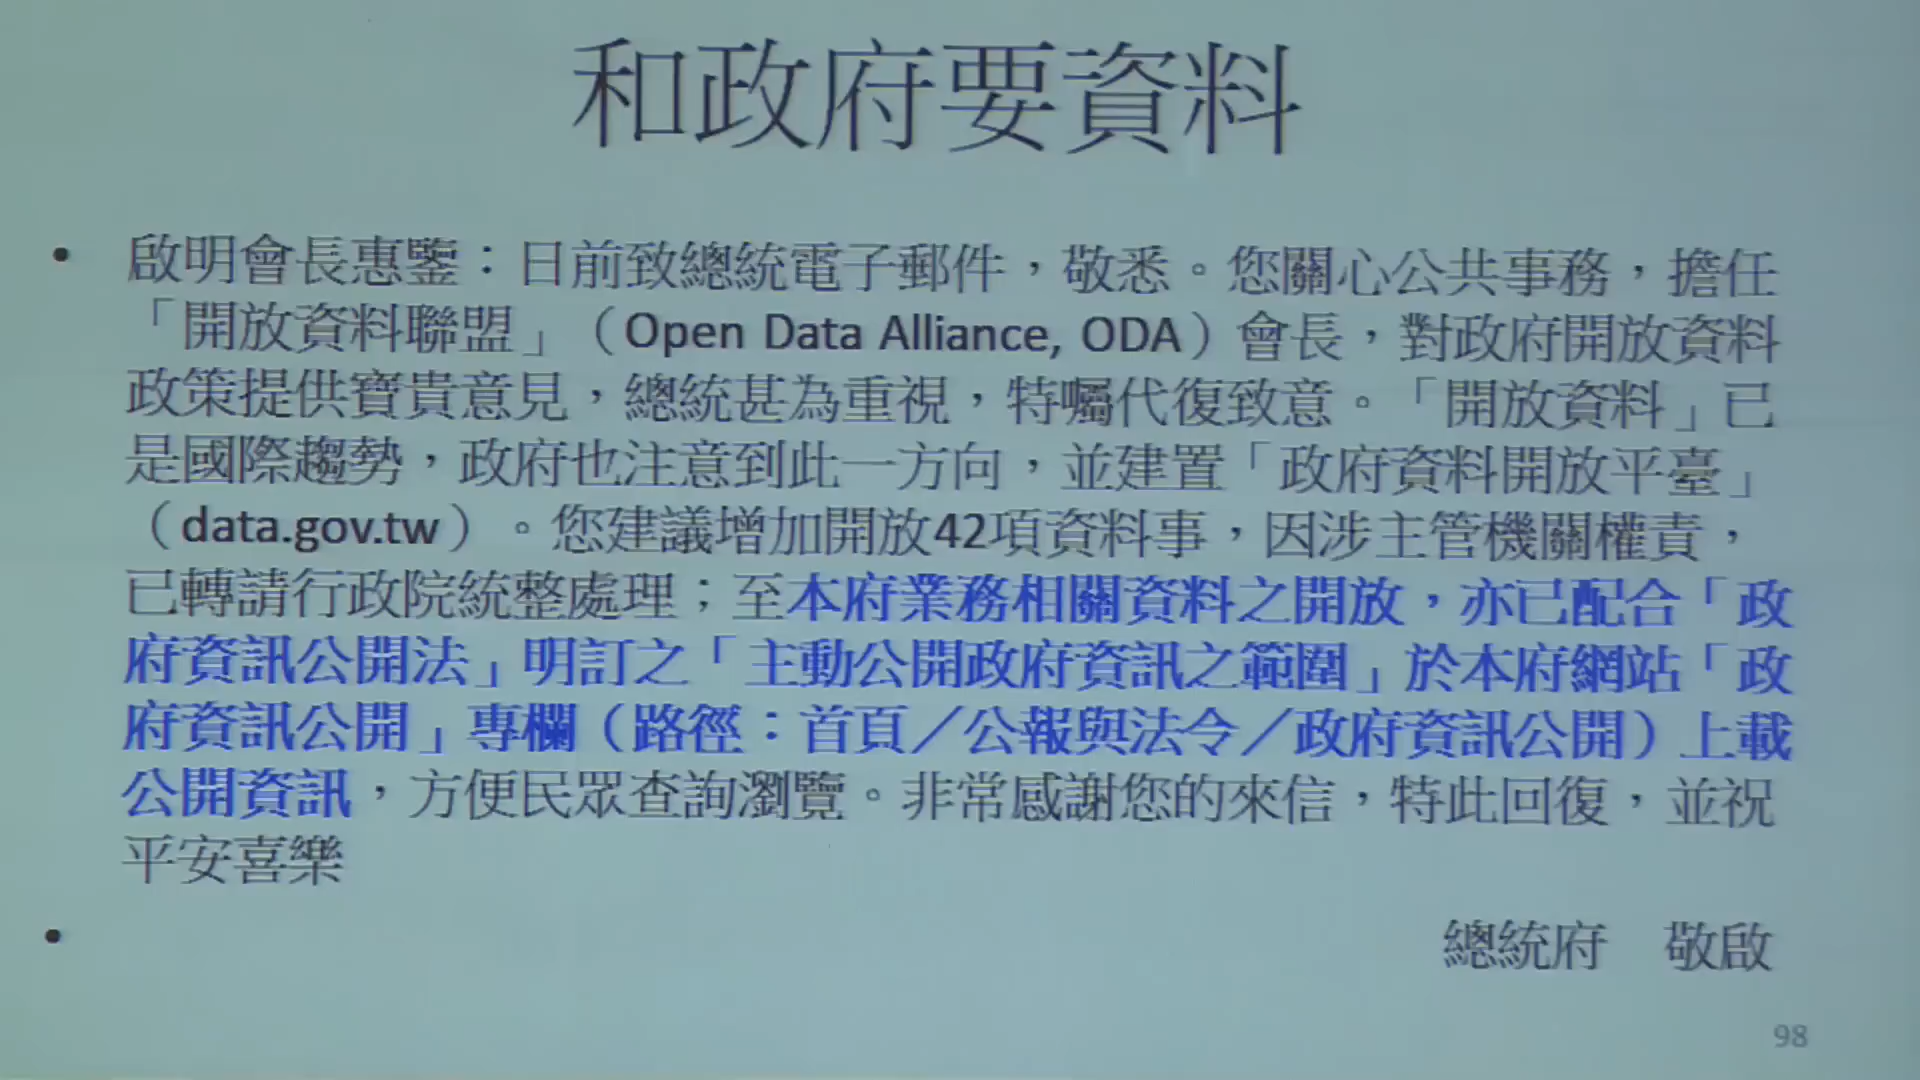 和政府要資料
• 啟明會長惠鑒：日前致總統電子郵件，敬悉。您關心公共事務，擔任
「開放資料聯盟」（Open Data Alliance, ODA）會長，對政府開放資料
政策提供寶貴意見，總統甚為重視，特囑代復致意。「開放資料」已
是國際趨勢，政府也注意到此一方向，並建置「政府資料開放平臺」
（data.gov.tw）。您建議增加開放42項資料事，因涉主管機關權責，
已轉請行政院統整處理；至本府業務相關資料之開放，亦已配合「政
府資訊公開法」明訂之「主動公開政府資訊之範圍」於本府網站「政
府資訊公開」專欄（路徑：首頁／公報與法令／政府資訊公開）上載
公開資訊，方便民眾查詢瀏覽。非常感謝您的來信，特此回復，並祝
平安喜樂
• 總統府　敬啟
98